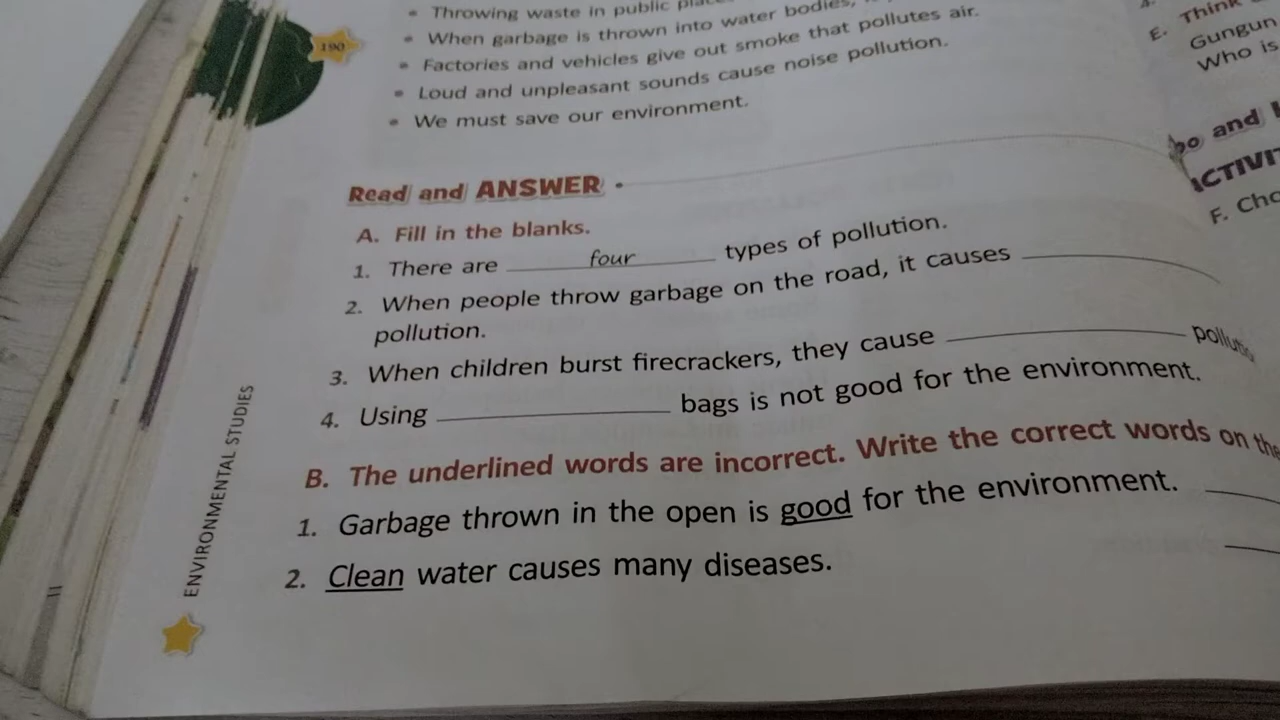 190
• Throwing waste in public
• When garbage is thrown into water bodies,
• Factories and vehicles give out smoke that pollutes air.
• Loud and unpleasant sounds cause noise pollution.
• We must save our environment.
Read and ANSWER
A. Fill in the blanks.
1. There are four types of pollution.
2. When people throw garbage on the road, it causes
pollution.
3. When children burst firecrackers, they cause
4. Using bags is not good for the environment.
B. The underlined words are incorrect. Write the correct words on the
1. Garbage thrown in the open is good for the environment.
2. Clean water causes many diseases.
ENVIRONMENTAL STUDIES
E. Think
Gungun
Who is
and
F.